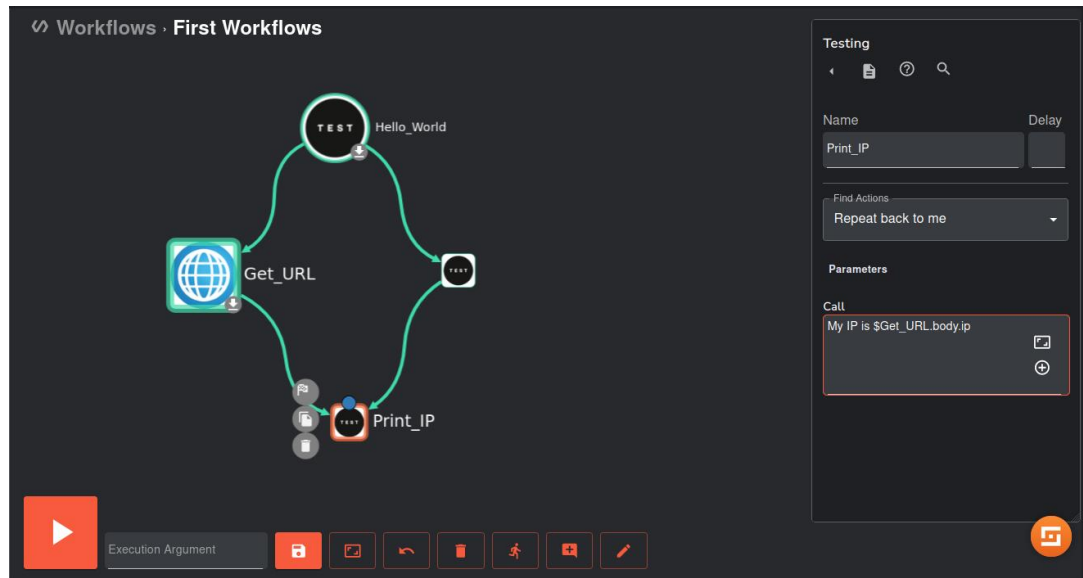 Workflows › First Workflows
TEST
Hello_World
Get_URL
TEST
TEST
Print_IP
Execution Argument
Testing
Name
Delay
Print_IP
Find Actions
Repeat back to me
Parameters
Call
My IP is $Get_URL.body.ip